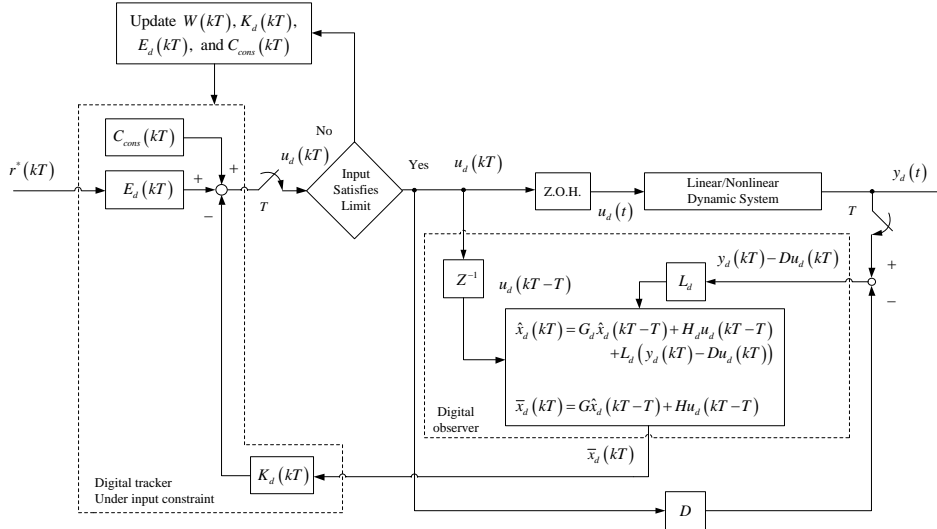 Update W(kT), K_d(kT),
E_d(kT), and C_cons(kT)
No
C_cons(kT)
r*(kT)
E_d(kT)
+
+
−
T
u_d(kT)
Input
Satisfies
Limit
Yes
u_d(kT)
Z.O.H.
u_d(t)
Linear/Nonlinear
Dynamic System
y_d(t)
T
+
−
y_d(kT)−Du_d(kT)
L_d
Z⁻¹
u_d(kT−T)
x̂_d(kT)=G_d x̂_d(kT−T)+H_d u_d(kT−T)
+L_d(y_d(kT)−Du_d(kT))
x̄_d(kT)=Gx̂_d(kT−T)+Hu_d(kT−T)
Digital
observer
x̄_d(kT)
K_d(kT)
Digital tracker
Under input constraint
D